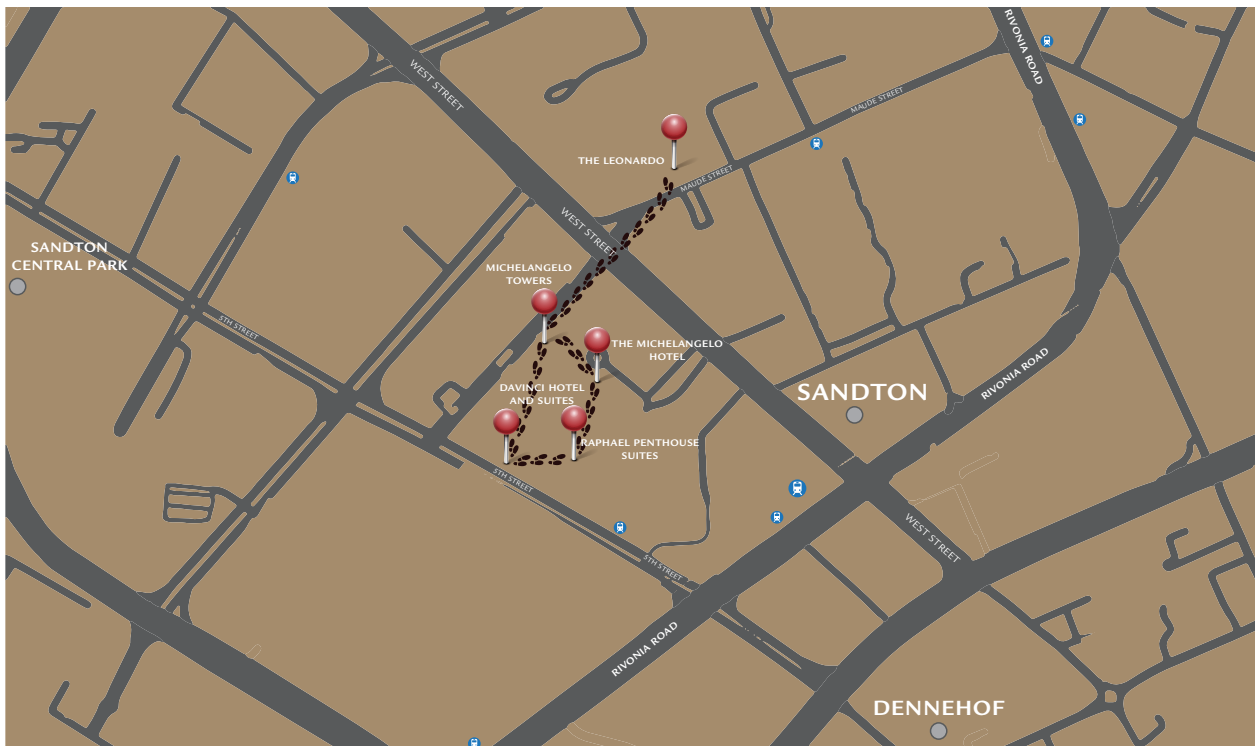 RIVONIA ROAD
WEST STREET
MAUDE STREET
THE LEONARDO
MAUDE STREET
WEST STREET
SANDTON
CENTRAL PARK
MICHELANGELO
TOWERS
5TH STREET
THE MICHELANGELO
HOTEL
RIVONIA ROAD
DAVINCI HOTEL
AND SUITES
SANDTON
RAPHAEL PENTHOUSE
SUITES
5TH STREET
WEST STREET
5TH STREET
RIVONIA ROAD
DENNEHOF